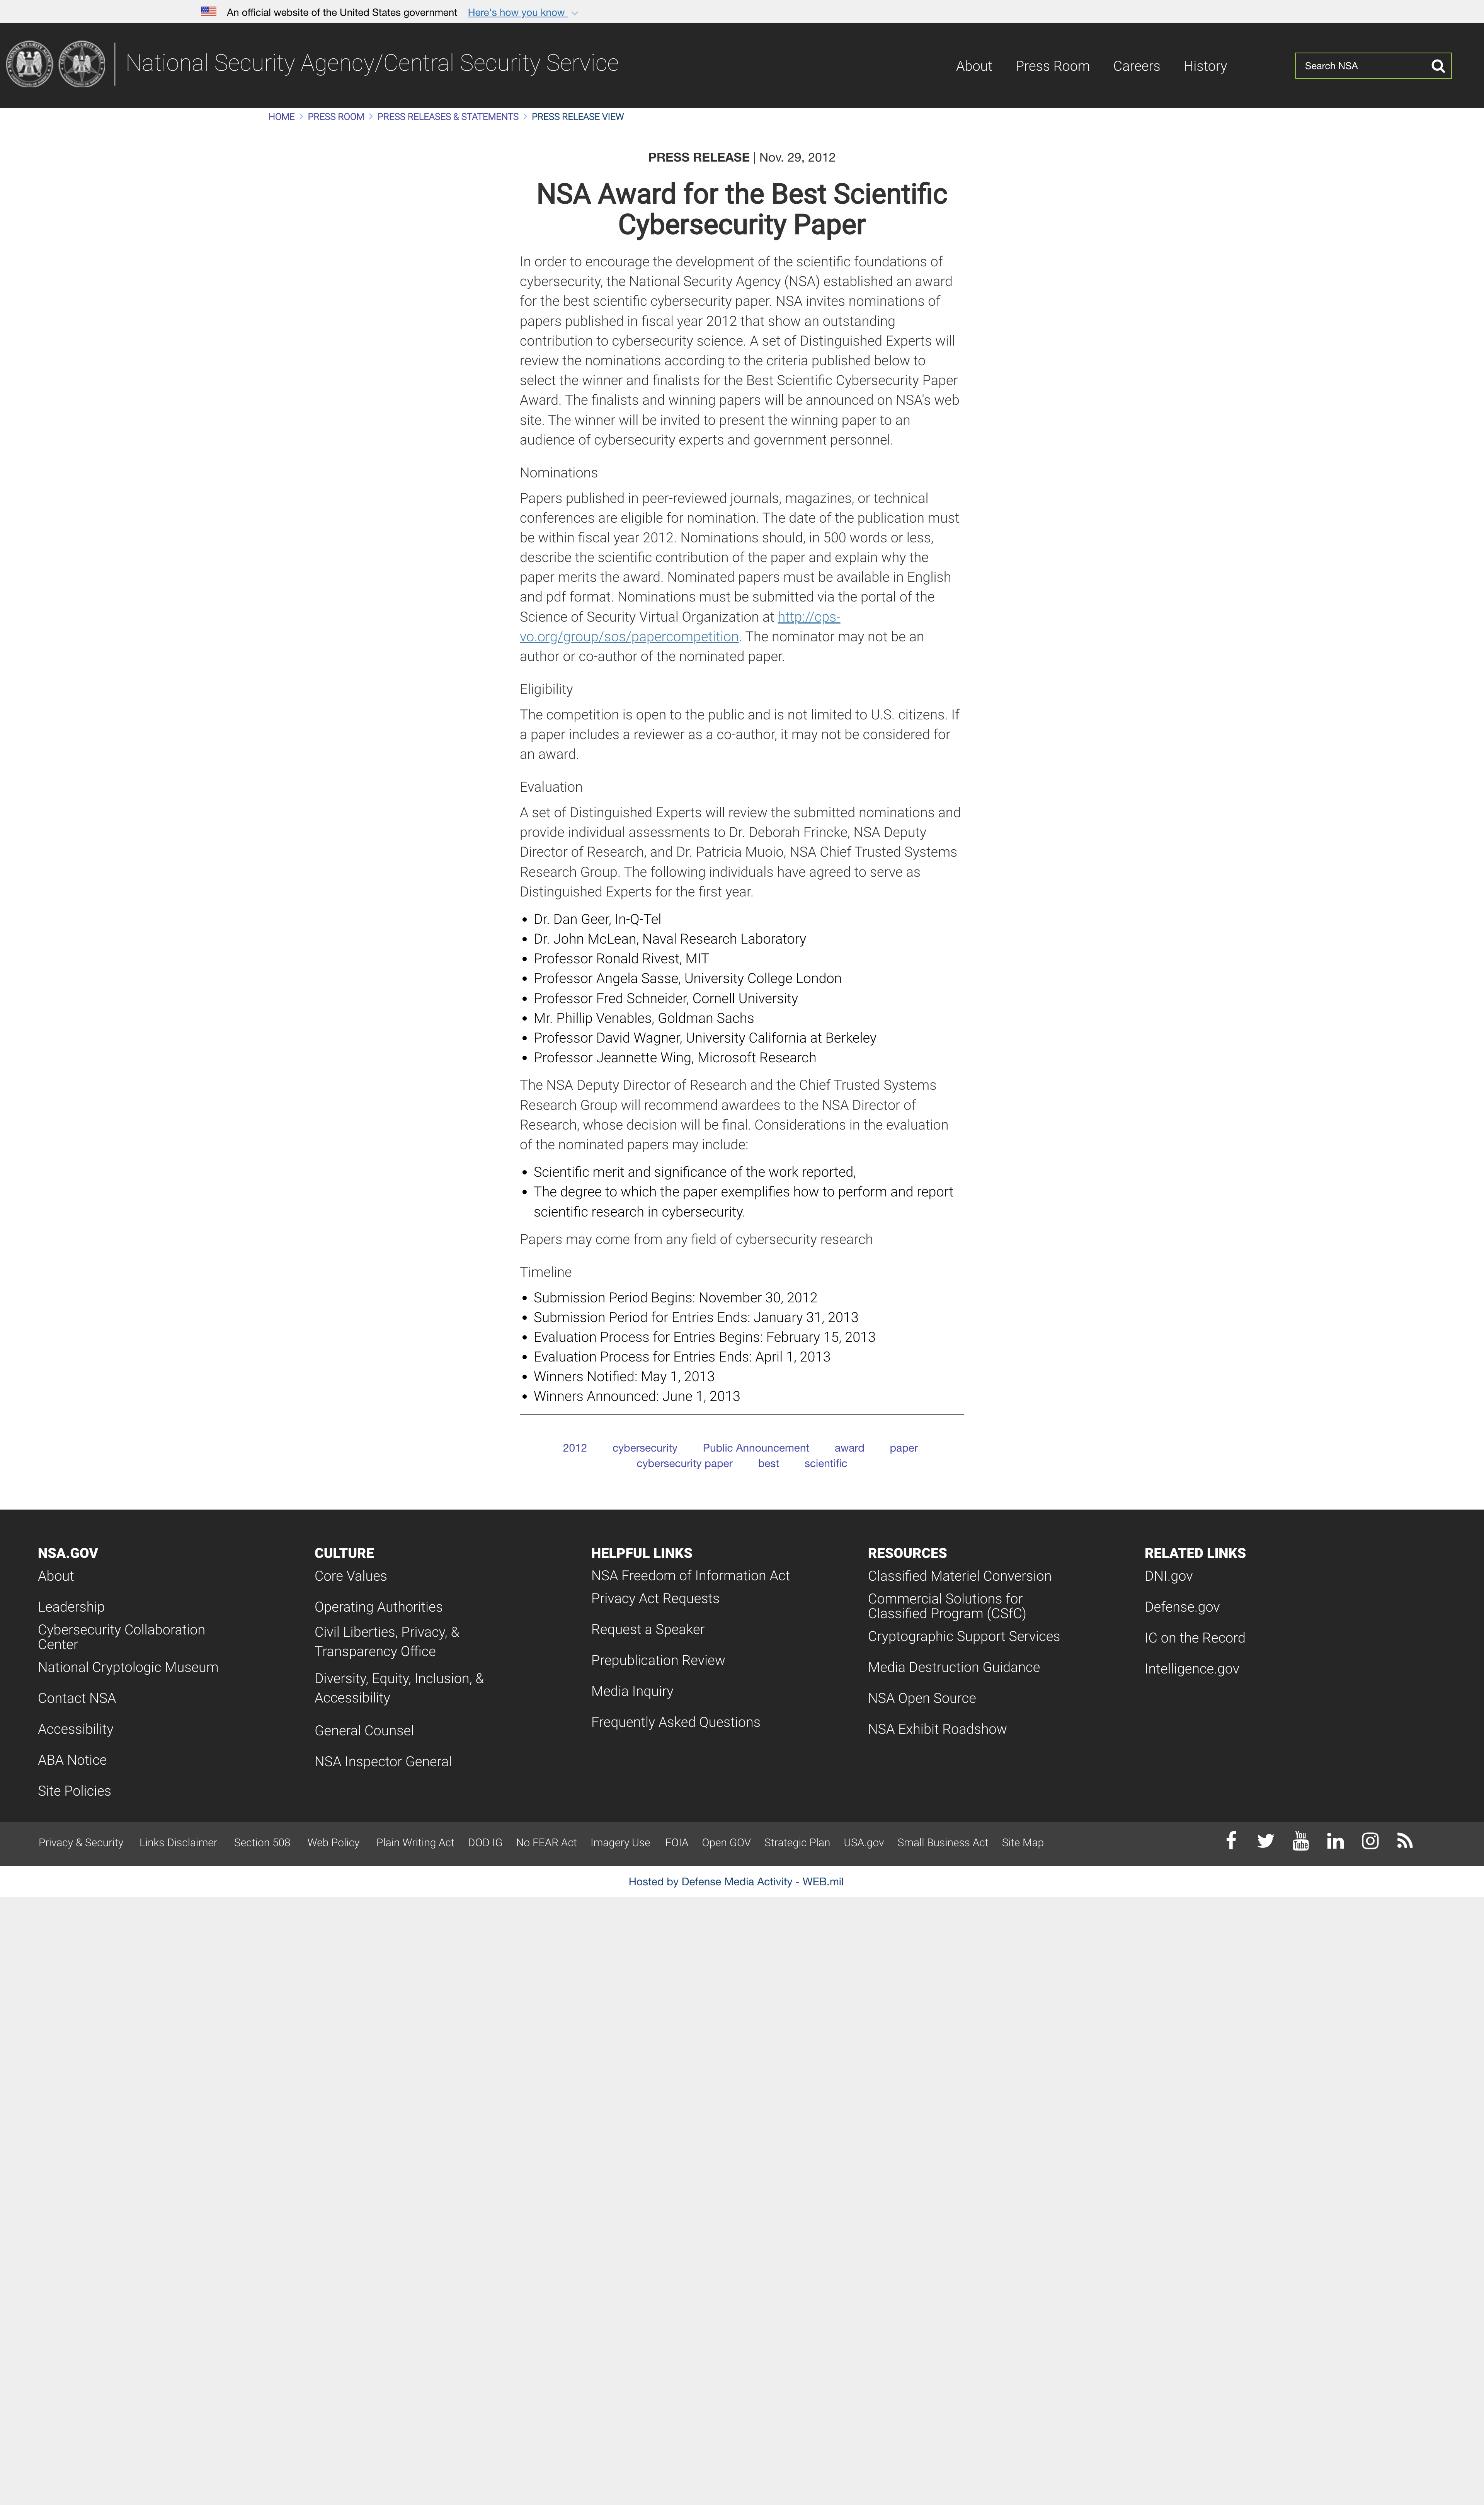 An official website of the United States government Here's how you know
National Security Agency/Central Security Service
About Press Room Careers History
Search NSA
HOME PRESS ROOM PRESS RELEASES & STATEMENTS PRESS RELEASE VIEW
PRESS RELEASE | Nov. 29, 2012
NSA Award for the Best Scientific
Cybersecurity Paper
In order to encourage the development of the scientific foundations of
cybersecurity, the National Security Agency (NSA) established an award
for the best scientific cybersecurity paper. NSA invites nominations of
papers published in fiscal year 2012 that show an outstanding
contribution to cybersecurity science. A set of Distinguished Experts will
review the nominations according to the criteria published below to
select the winner and finalists for the Best Scientific Cybersecurity Paper
Award. The finalists and winning papers will be announced on NSA's web
site. The winner will be invited to present the winning paper to an
audience of cybersecurity experts and government personnel.
Nominations
Papers published in peer-reviewed journals, magazines, or technical
conferences are eligible for nomination. The date of the publication must
be within fiscal year 2012. Nominations should, in 500 words or less,
describe the scientific contribution of the paper and explain why the
paper merits the award. Nominated papers must be available in English
and pdf format. Nominations must be submitted via the portal of the
Science of Security Virtual Organization at http://cps-
vo.org/group/sos/papercompetition. The nominator may not be an
author or co-author of the nominated paper.
Eligibility
The competition is open to the public and is not limited to U.S. citizens. If
a paper includes a reviewer as a co-author, it may not be considered for
an award.
Evaluation
A set of Distinguished Experts will review the submitted nominations and
provide individual assessments to Dr. Deborah Frincke, NSA Deputy
Director of Research, and Dr. Patricia Muoio, NSA Chief Trusted Systems
Research Group. The following individuals have agreed to serve as
Distinguished Experts for the first year.
• Dr. Dan Geer, In-Q-Tel
• Dr. John McLean, Naval Research Laboratory
• Professor Ronald Rivest, MIT
• Professor Angela Sasse, University College London
• Professor Fred Schneider, Cornell University
• Mr. Phillip Venables, Goldman Sachs
• Professor David Wagner, University California at Berkeley
• Professor Jeannette Wing, Microsoft Research
The NSA Deputy Director of Research and the Chief Trusted Systems
Research Group will recommend awardees to the NSA Director of
Research, whose decision will be final. Considerations in the evaluation
of the nominated papers may include:
• Scientific merit and significance of the work reported,
• The degree to which the paper exemplifies how to perform and report
scientific research in cybersecurity.
Papers may come from any field of cybersecurity research
Timeline
• Submission Period Begins: November 30, 2012
• Submission Period for Entries Ends: January 31, 2013
• Evaluation Process for Entries Begins: February 15, 2013
• Evaluation Process for Entries Ends: April 1, 2013
• Winners Notified: May 1, 2013
• Winners Announced: June 1, 2013
2012 cybersecurity Public Announcement award paper
cybersecurity paper best scientific
NSA.GOV
About
Leadership
Cybersecurity Collaboration
Center
National Cryptologic Museum
Contact NSA
Accessibility
ABA Notice
Site Policies
CULTURE
Core Values
Operating Authorities
Civil Liberties, Privacy, &
Transparency Office
Diversity, Equity, Inclusion, &
Accessibility
General Counsel
NSA Inspector General
HELPFUL LINKS
NSA Freedom of Information Act
Privacy Act Requests
Request a Speaker
Prepublication Review
Media Inquiry
Frequently Asked Questions
RESOURCES
Classified Materiel Conversion
Commercial Solutions for
Classified Program (CSfC)
Cryptographic Support Services
Media Destruction Guidance
NSA Open Source
NSA Exhibit Roadshow
RELATED LINKS
DNI.gov
Defense.gov
IC on the Record
Intelligence.gov
Privacy & Security Links Disclaimer Section 508 Web Policy Plain Writing Act DOD IG No FEAR Act Imagery Use FOIA Open GOV Strategic Plan USA.gov Small Business Act Site Map
You
Tube
Hosted by Defense Media Activity - WEB.mil